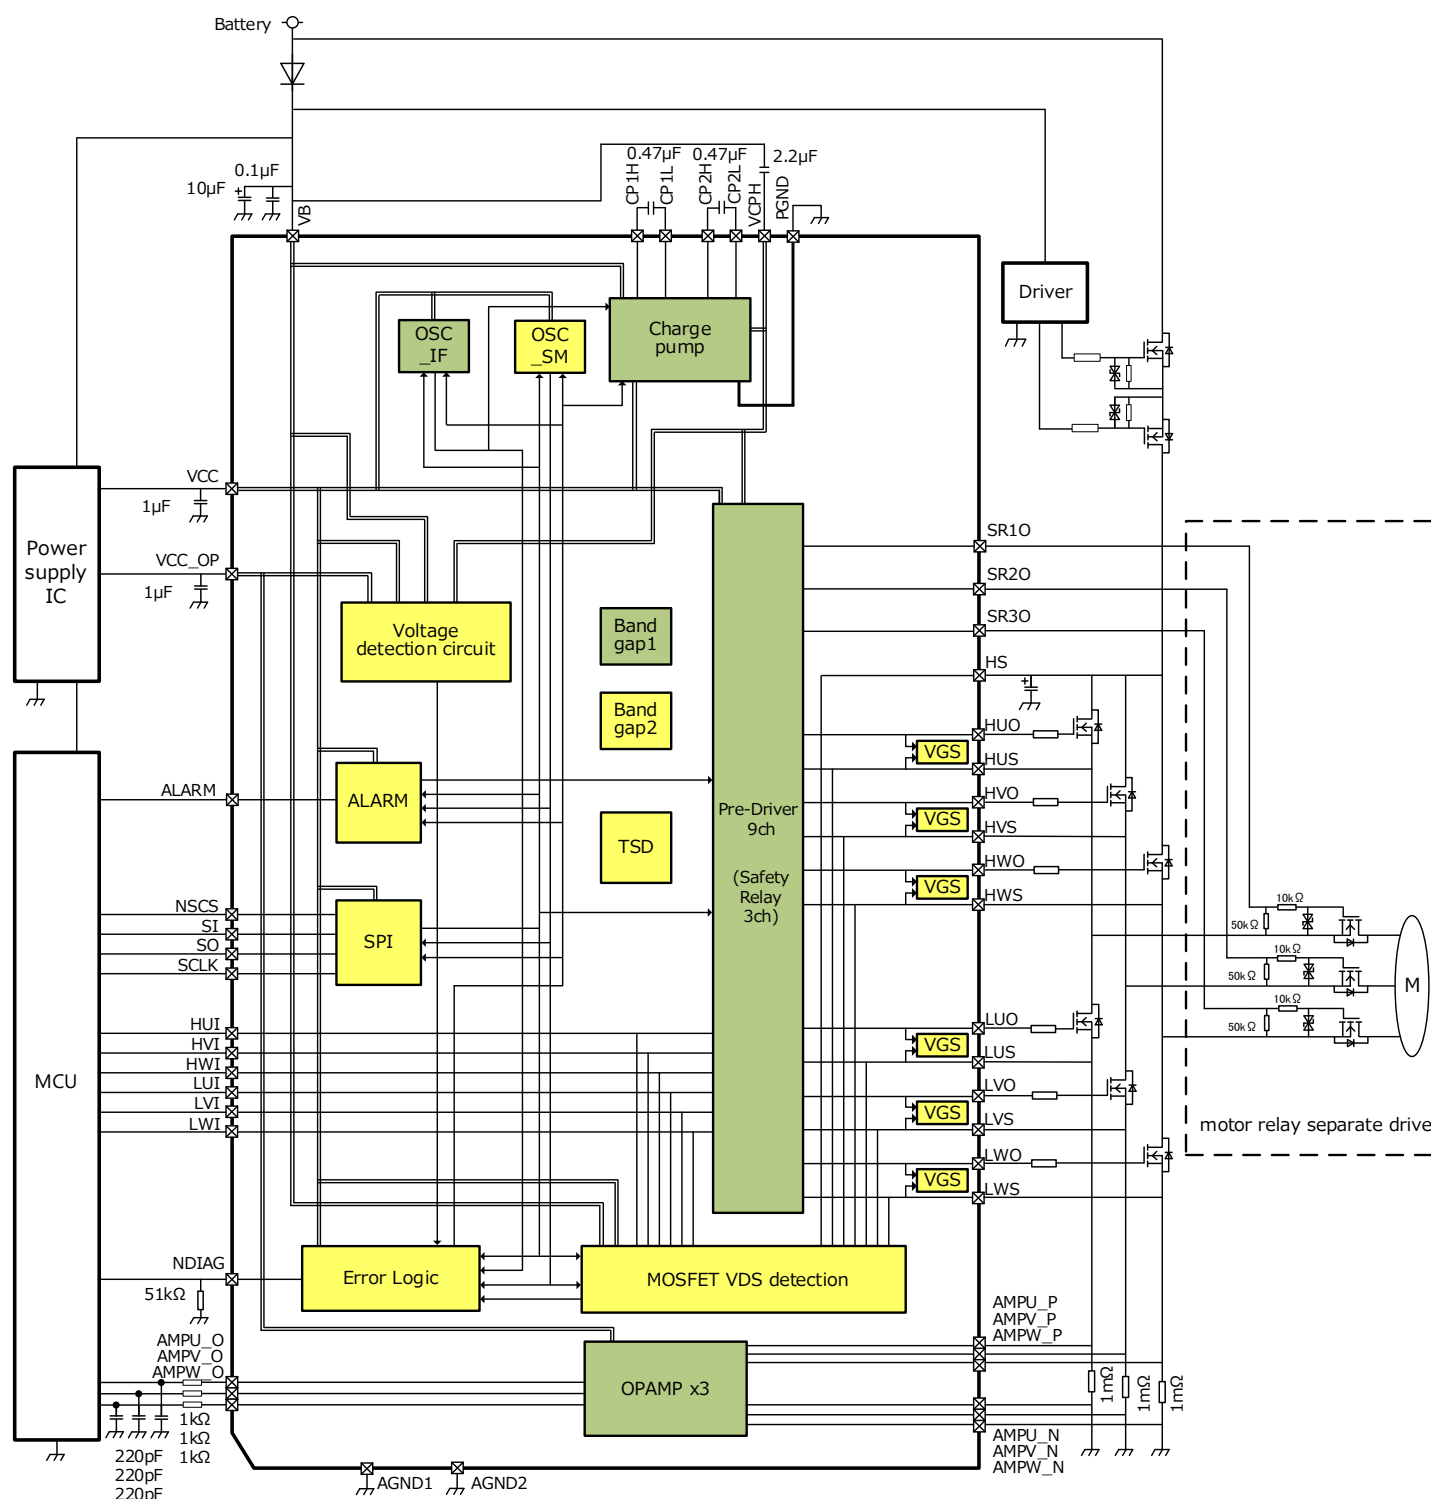 Battery
0.1µF
10µF
VB
0.47µF
0.47µF
2.2µF
CP1H
CP1L
CP2H
CP2L
VCPH
PGND
Driver
OSC
_IF
OSC
_SM
Charge
pump
VCC
1µF
VCC_OP
1µF
Power
supply
IC
Voltage
detection circuit
Band
gap1
Band
gap2
TSD
ALARM
ALARM
SPI
NSCS
SI
SO
SCLK
MCU
HUI
HVI
HWI
LUI
LVI
LWI
Pre-Driver
9ch
(Safety
Relay
3ch)
SR1O
SR2O
SR3O
HS
HUO
VGS
HUS
HVO
VGS
HVS
HWO
VGS
HWS
LUO
VGS
LUS
LVO
VGS
LVS
LWO
VGS
LWS
10kΩ
50kΩ
10kΩ
50kΩ
10kΩ
50kΩ
M
motor relay separate drive
NDIAG
51kΩ
Error Logic
MOSFET VDS detection
AMPU_P
AMPV_P
AMPW_P
AMPU_O
AMPV_O
AMPW_O
OPAMP x3
1mΩ
1mΩ
1mΩ
1kΩ
1kΩ
1kΩ
220pF
220pF
220pF
AMPU_N
AMPV_N
AMPW_N
AGND1
AGND2